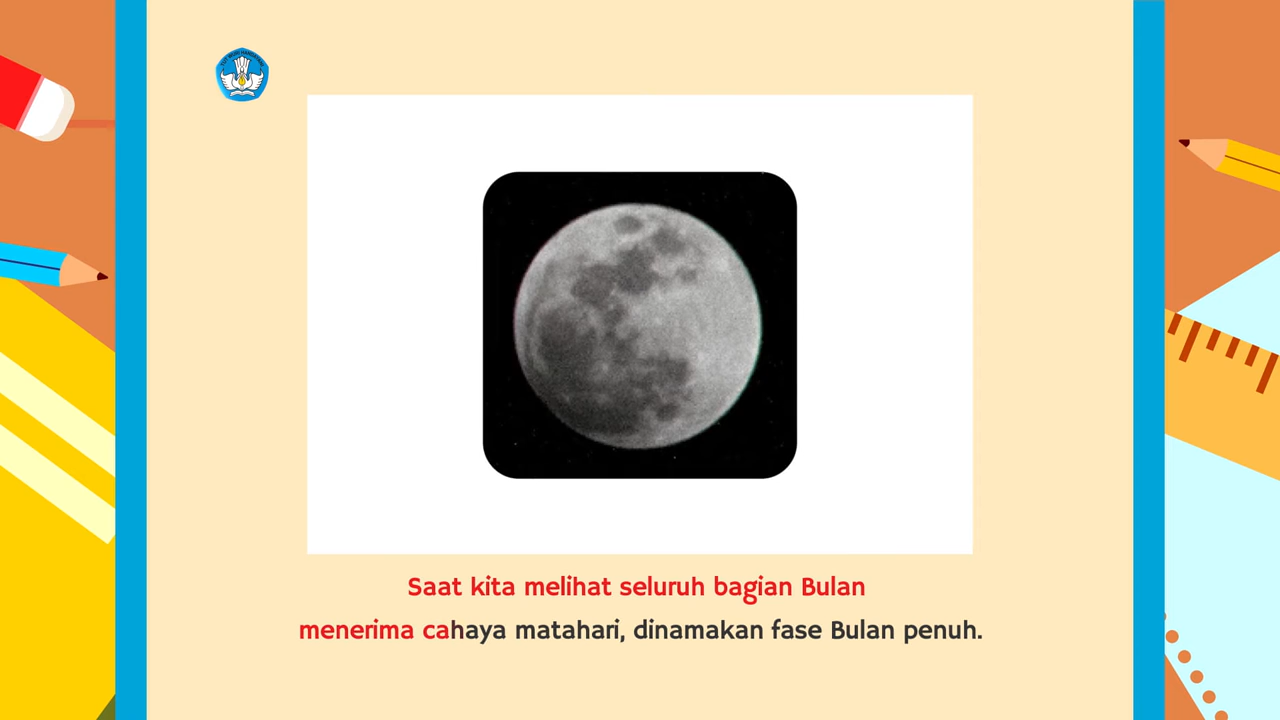 Saat kita melihat seluruh bagian Bulan
menerima cahaya matahari, dinamakan fase Bulan penuh.